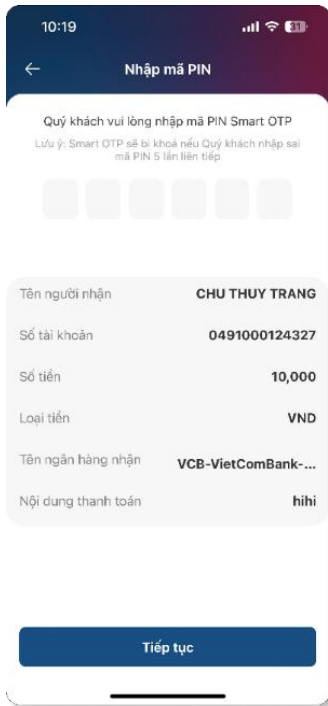 10:19
31
Nhập mã PIN
Quý khách vui lòng nhập mã PIN Smart OTP
Lưu ý: Smart OTP sẽ bị khoá nếu Quý khách nhập sai
mã PIN 5 lần liên tiếp
Tên người nhận CHU THUY TRANG
Số tài khoản 0491000124327
Số tiền 10,000
Loại tiền VND
Tên ngân hàng nhận VCB-VietComBank-...
Nội dung thanh toán hihi
Tiếp tục